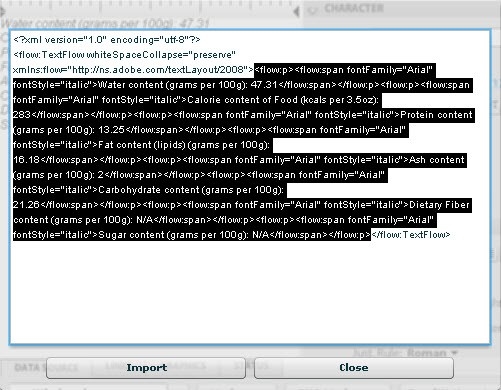 CHARACTER
Water content (grams per 100g): 47.31
<?xml version="1.0" encoding="utf-8"?>
<flow:TextFlow whiteSpaceCollapse="preserve"
xmlns:flow="http://ns.adobe.com/textLayout/2008"><flow:p><flow:span fontFamily="Arial"
fontStyle="italic">Water content (grams per 100g): 47.31</flow:span></flow:p><flow:p><flow:span
fontFamily="Arial" fontStyle="italic">Calorie content of Food (kcals per 3.5oz):
283</flow:span></flow:p><flow:p><flow:span fontFamily="Arial" fontStyle="italic">Protein content
(grams per 100g): 13.25</flow:span></flow:p><flow:p><flow:span fontFamily="Arial"
fontStyle="italic">Fat content (lipids) (grams per 100g):
16.18</flow:span></flow:p><flow:p><flow:span fontFamily="Arial" fontStyle="italic">Ash content
(grams per 100g): 2</flow:span></flow:p><flow:p><flow:span fontFamily="Arial"
fontStyle="italic">Carbohydrate content (grams per 100g):
21.26</flow:span></flow:p><flow:p><flow:span fontFamily="Arial" fontStyle="italic">Dietary Fiber
content (grams per 100g): N/A</flow:span></flow:p><flow:p><flow:span fontFamily="Arial"
fontStyle="italic">Sugar content (grams per 100g): N/A</flow:span></flow:p></flow:TextFlow>
Just. Rule: Roman
DATA SOURCE STATUS
Import Close